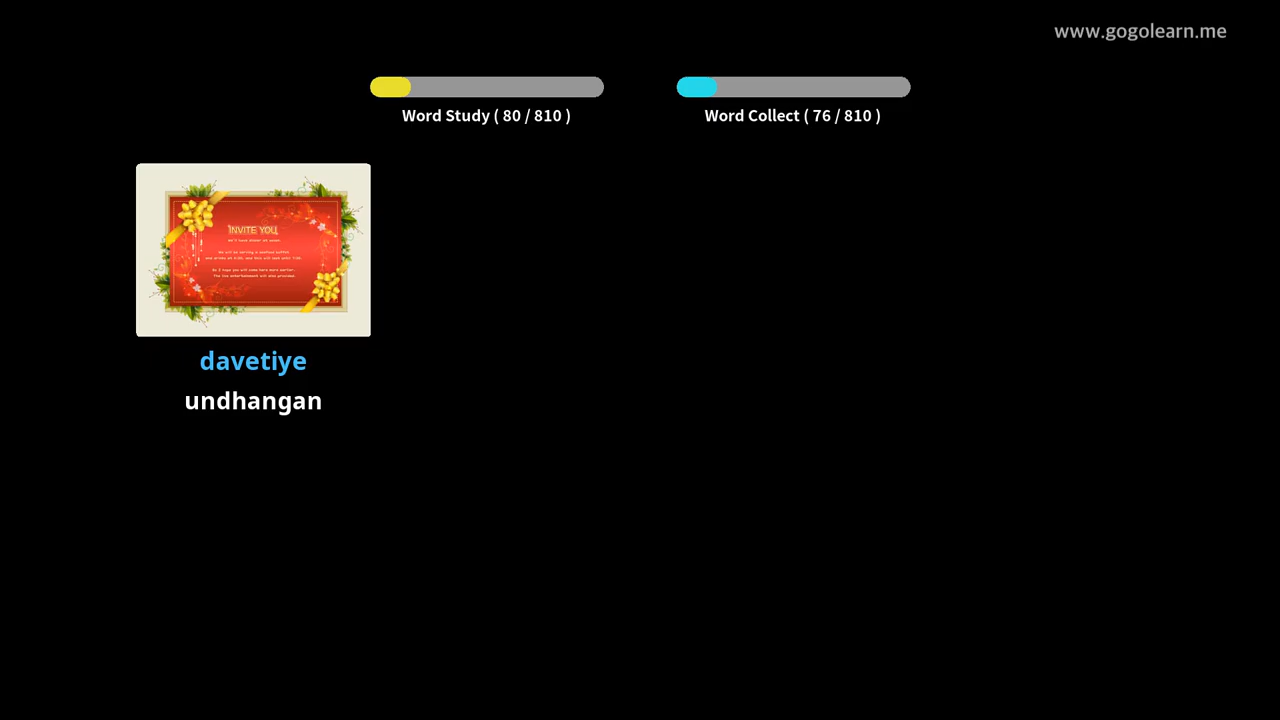 www.gogolearn.me
Word Study ( 80 / 810 )
Word Collect ( 76 / 810 )
INVITE YOU
davetiye
undhangan